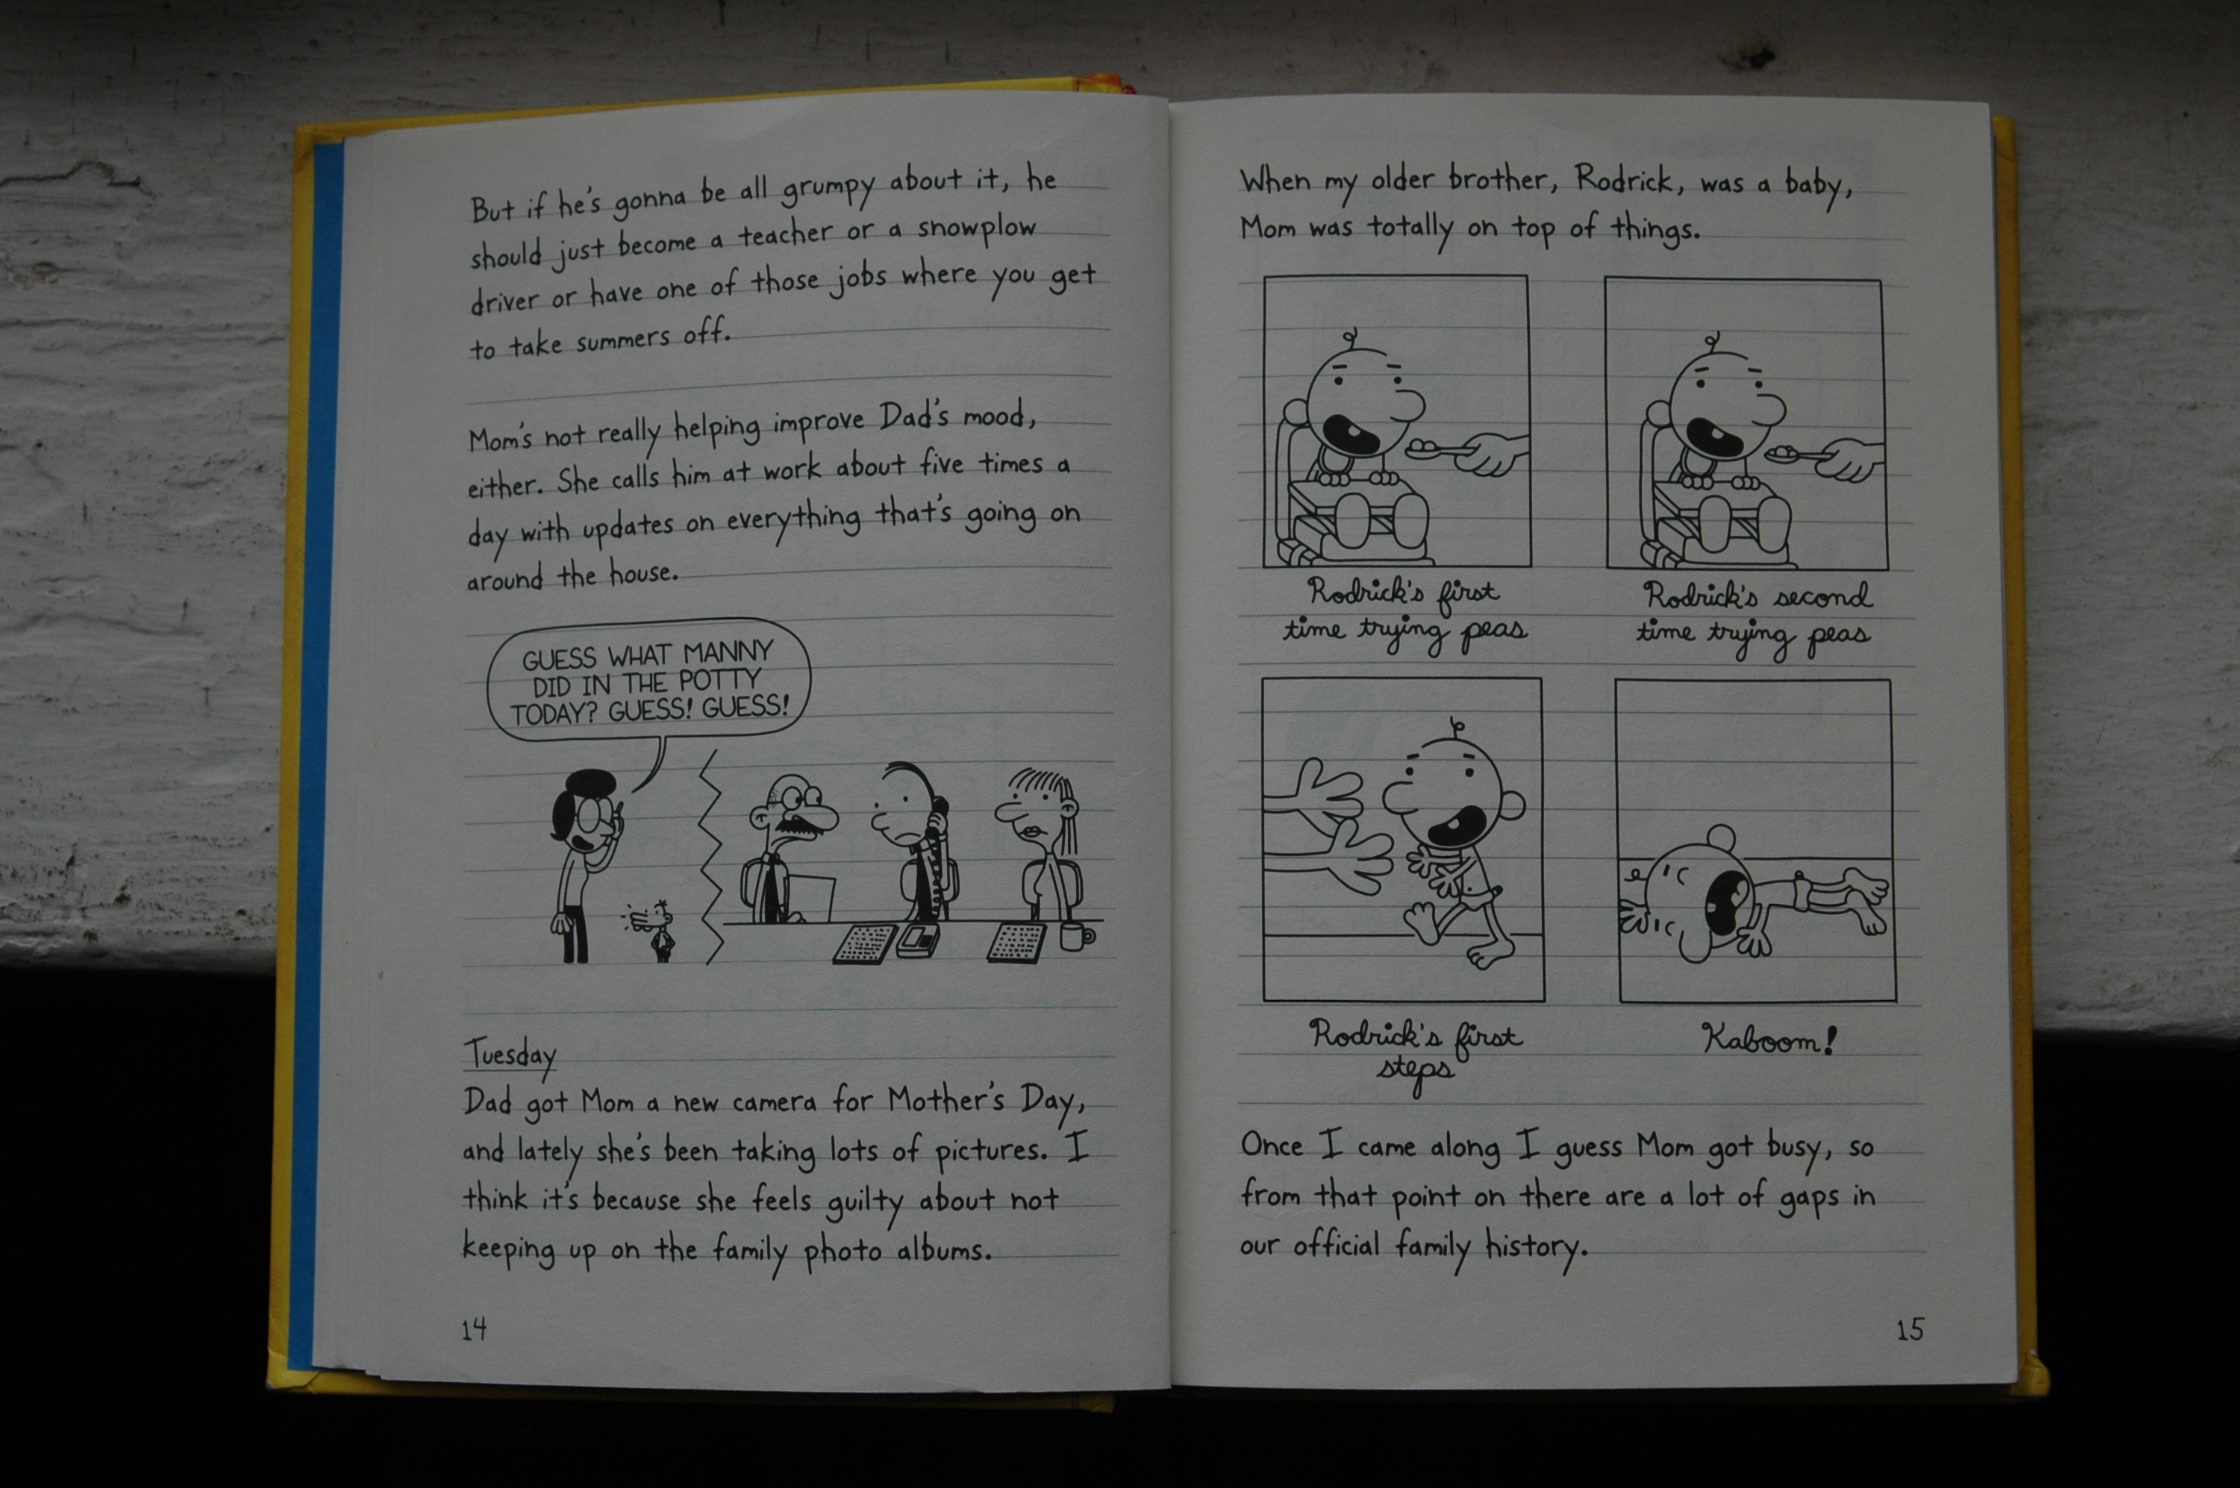 But if he's gonna be all grumpy about it, he
should just become a teacher or a snowplow
driver or have one of those jobs where you get
to take summers off.
Mom's not really helping improve Dad's mood,
either. She calls him at work about five times a
day with updates on everything that's going on
around the house.
GUESS WHAT MANNY
DID IN THE POTTY
TODAY? GUESS! GUESS!
Tuesday
Dad got Mom a new camera for Mother's Day,
and lately she's been taking lots of pictures. I
think it's because she feels guilty about not
keeping up on the family photo albums.
14
When my older brother, Rodrick, was a baby,
Mom was totally on top of things.
Rodrick's first
time trying peas
Rodrick's second
time trying peas
Rodrick's first
steps
Kaboom!
Once I came along I guess Mom got busy, so
from that point on there are a lot of gaps in
our official family history.
15